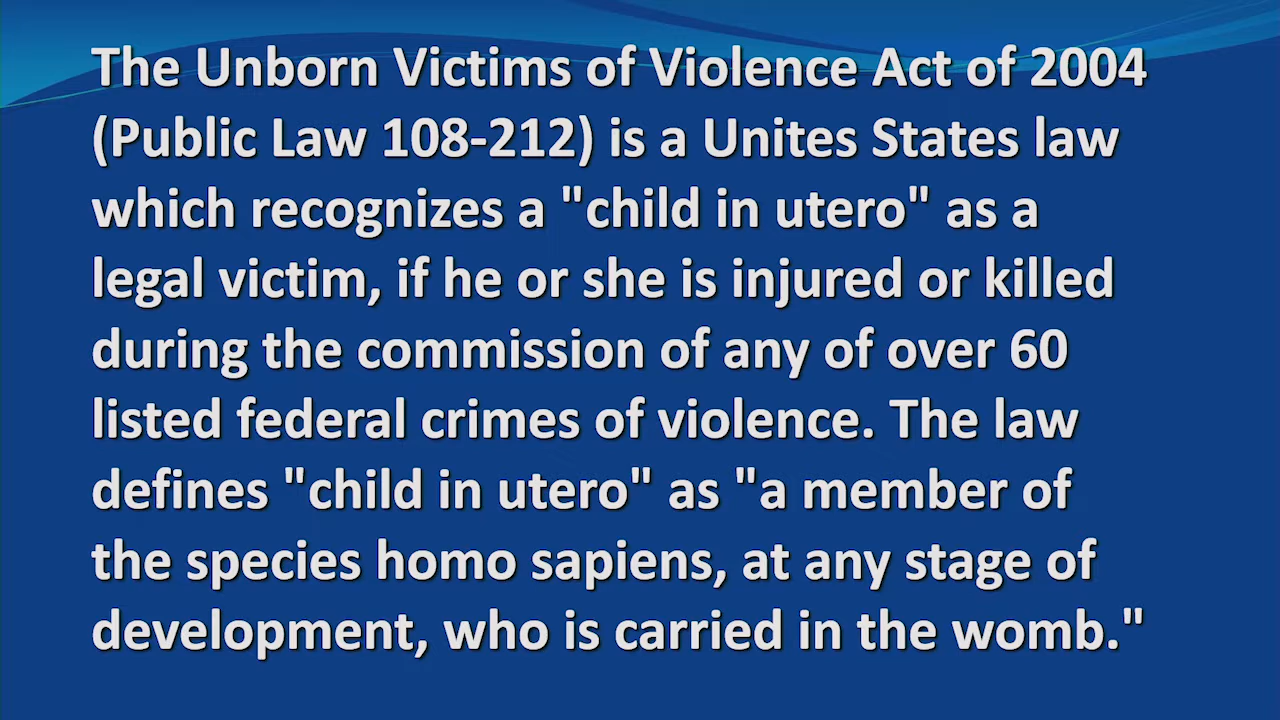 The Unborn Victims of Violence Act of 2004
(Public Law 108-212) is a Unites States law
which recognizes a "child in utero" as a
legal victim, if he or she is injured or killed
during the commission of any of over 60
listed federal crimes of violence. The law
defines "child in utero" as "a member of
the species homo sapiens, at any stage of
development, who is carried in the womb."